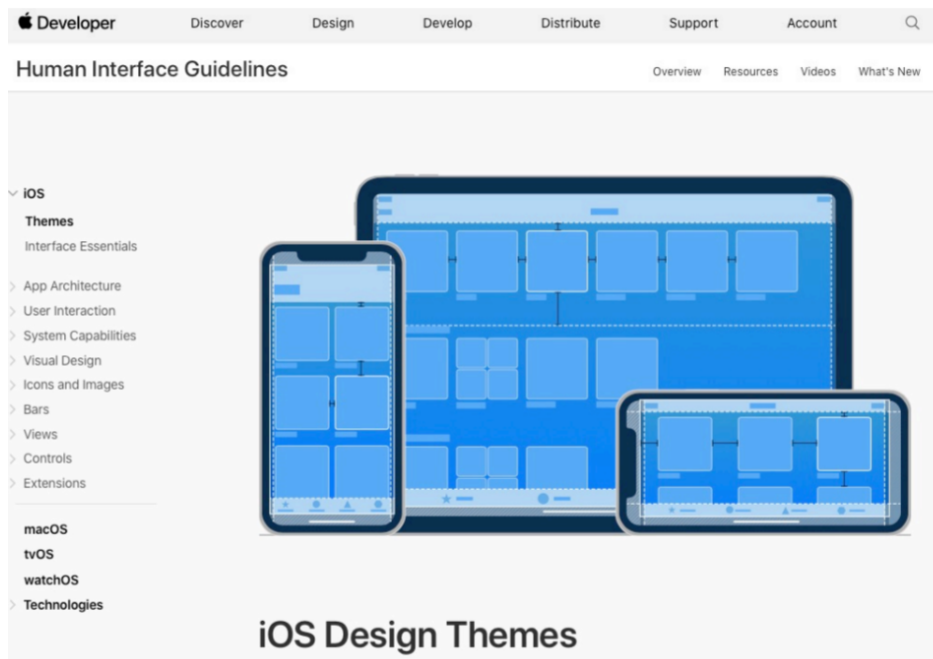 Developer Discover Design Develop Distribute Support Account
Human Interface Guidelines
Overview Resources Videos What's New
iOS
Themes
Interface Essentials
App Architecture
User Interaction
System Capabilities
Visual Design
Icons and Images
Bars
Views
Controls
Extensions
macOS
tvOS
watchOS
Technologies
iOS Design Themes